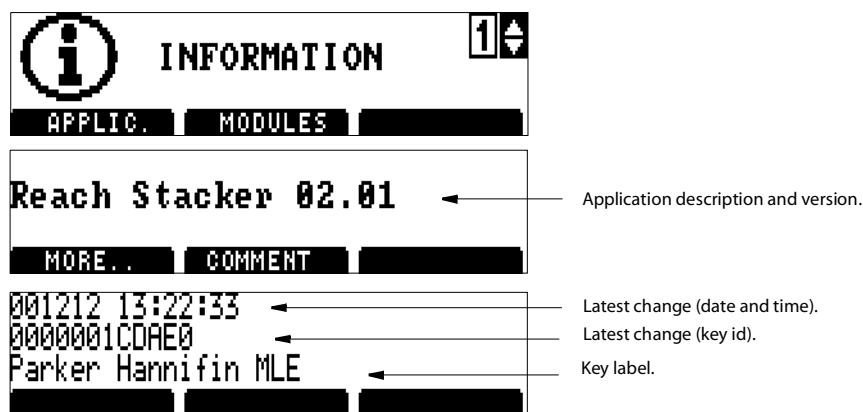 INFORMATION 1
APPLIC. MODULES
Reach Stacker 02.01 Application description and version.
MORE.. COMMENT
001212 13:22:33 Latest change (date and time).
0000001CDAE0 Latest change (key id).
Parker Hannifin MLE Key label.